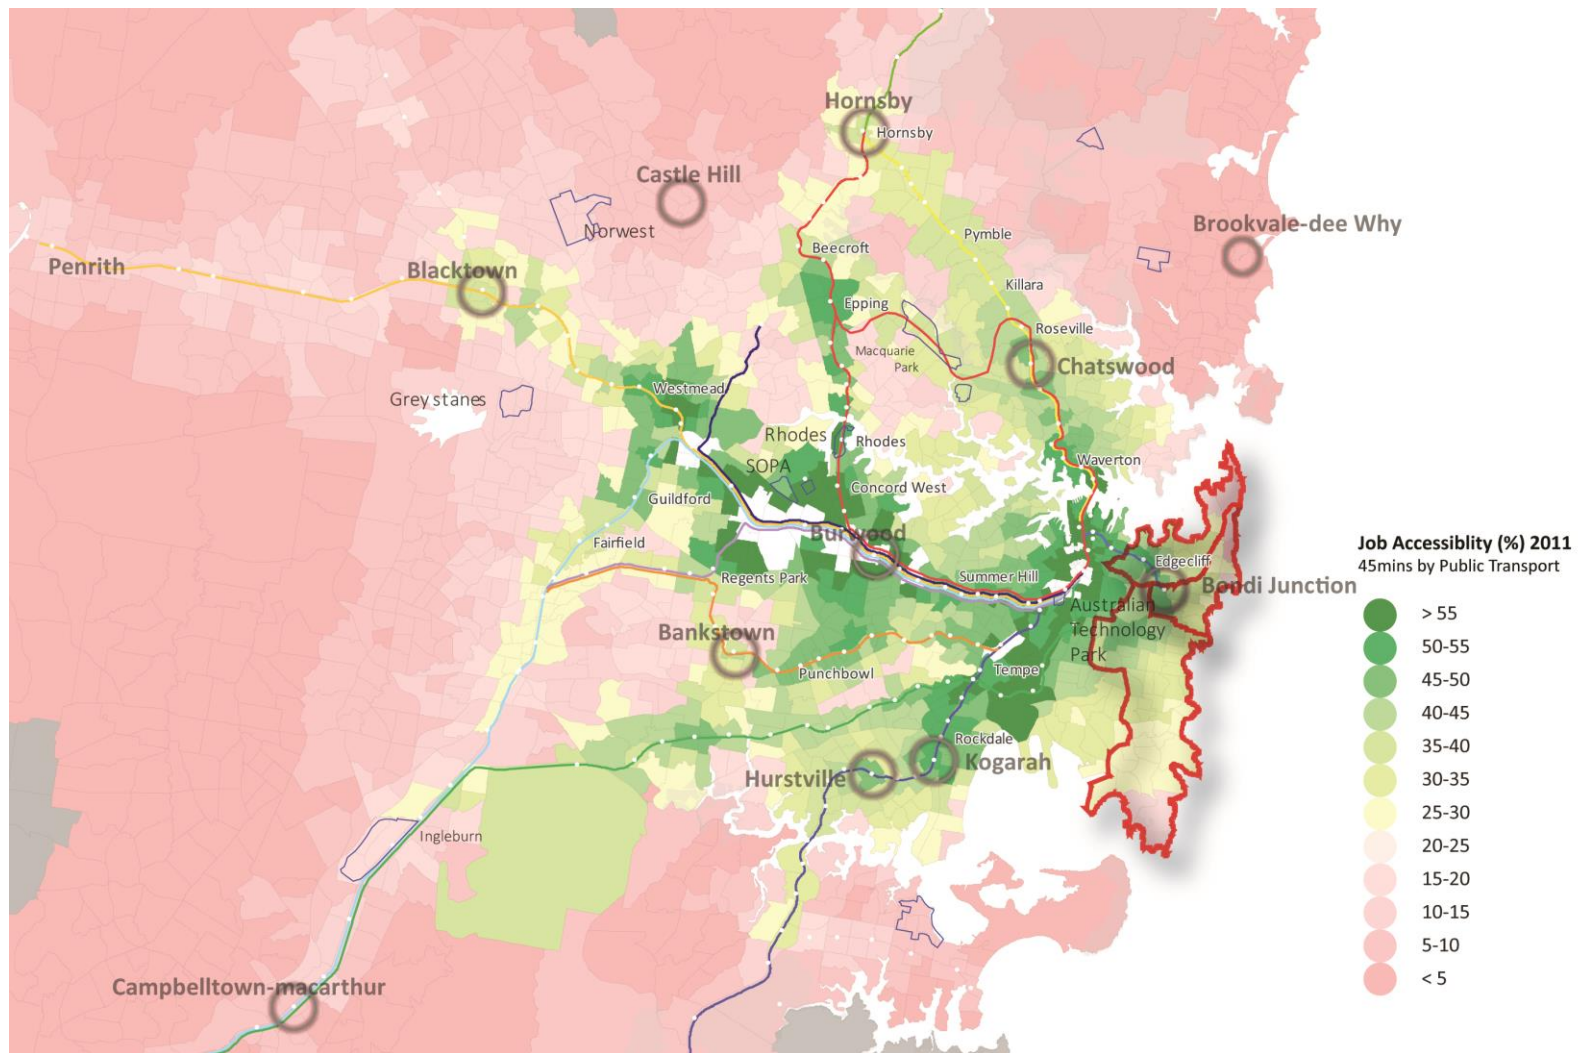 Hornsby
Hornsby
Castle Hill
Norwest
Brookvale-dee Why
Beecroft
Pymble
Penrith
Blacktown
Killara
Epping
Roseville
Macquarie
Park
Chatswood
Westmead
Grey stanes
Rhodes
Rhodes
SOPA
Waverton
Concord West
Guildford
Burwood
Fairfield
Regents Park
Summer Hill
Edgecliff
Bondi Junction
Australian
Technology
Park
Bankstown
Punchbowl
Tempe
Rockdale
Kogarah
Hurstville
Ingleburn
Campbelltown-macarthur
Job Accessiblity (%) 2011
45mins by Public Transport
> 55
50-55
45-50
40-45
35-40
30-35
25-30
20-25
15-20
10-15
5-10
< 5